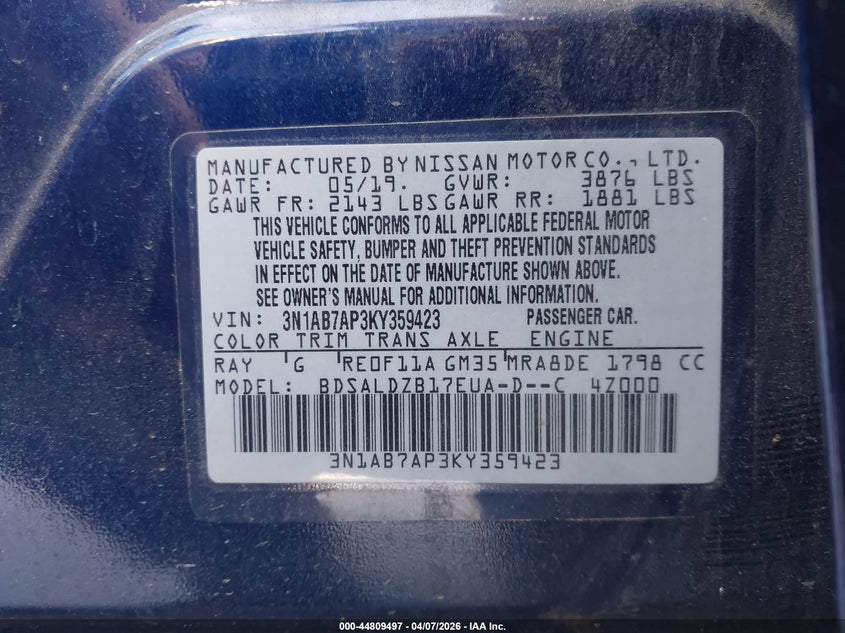 MANUFACTURED BY NISSAN MOTOR CO., LTD.
DATE: 05/19. GVWR: 3876 LBS
GAWR FR: 2143 LBS GAWR RR: 1881 LBS
THIS VEHICLE CONFORMS TO ALL APPLICABLE FEDERAL MOTOR
VEHICLE SAFETY, BUMPER AND THEFT PREVENTION STANDARDS
IN EFFECT ON THE DATE OF MANUFACTURE SHOWN ABOVE.
SEE OWNER'S MANUAL FOR ADDITIONAL INFORMATION.
VIN: 3N1AB7AP3KY359423 PASSENGER CAR.
COLOR TRIM TRANS AXLE ENGINE
RAY G RE0F11A GM35 MRA8DE 1798 CC
MODEL: BDSALDZB17EUA-D--C 4Z000
3N1AB7AP3KY359423
000-44809497 - 04/07/2026 - IAA Inc.